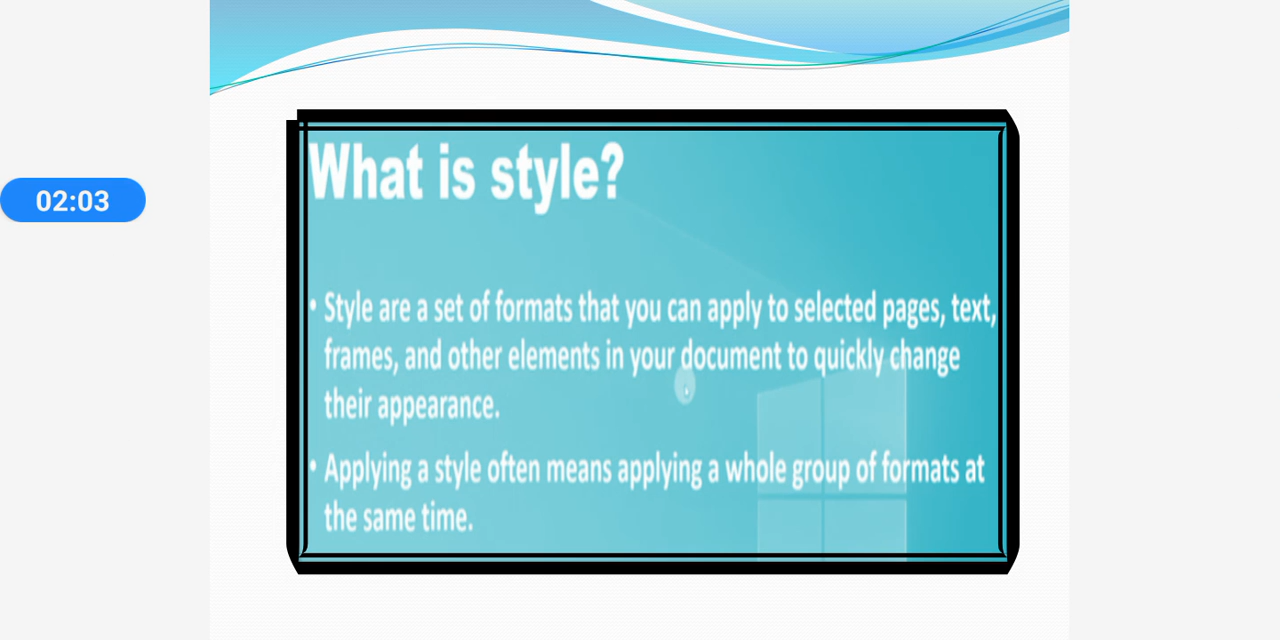 02:03
What is style?
• Style are a set of formats that you can apply to selected pages, text,
frames, and other elements in your document to quickly change
their appearance.
• Applying a style often means applying a whole group of formats at
the same time.